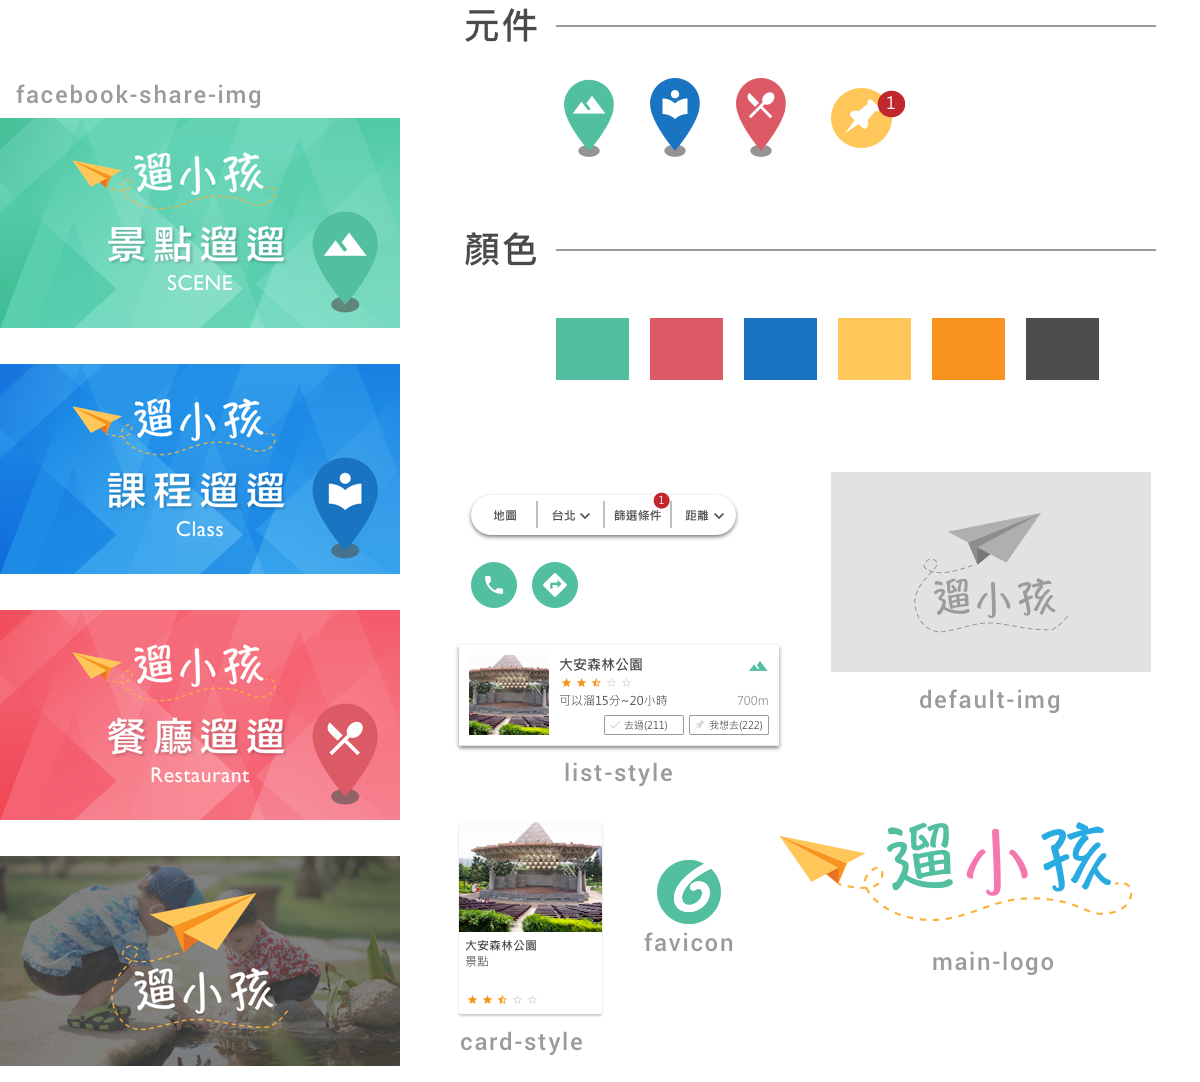 facebook-share-img
遛小孩
景點遛遛
SCENE
遛小孩
課程遛遛
Class
遛小孩
餐廳遛遛
Restaurant
遛小孩
元件
1
顏色
地圖
台北
篩選條件
1
距離
大安森林公園
可以溜15分~20小時
700m
去過(211)
我想去(222)
list-style
遛小孩
default-img
大安森林公園
景點
card-style
favicon
遛小孩
main-logo